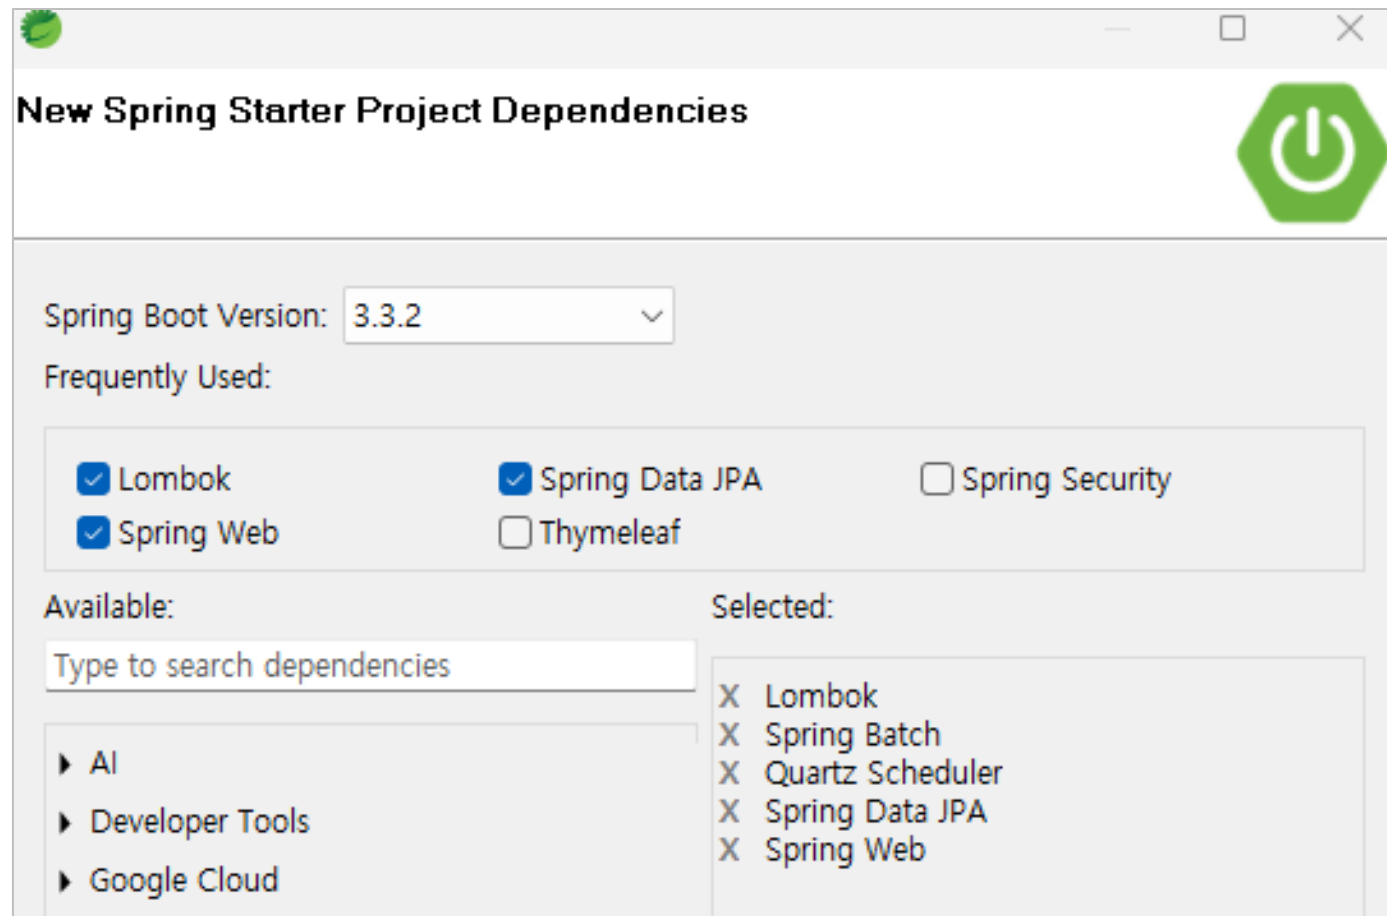 New Spring Starter Project Dependencies
Spring Boot Version: 3.3.2
Frequently Used:
Lombok Spring Data JPA Spring Security
Spring Web Thymeleaf
Available:
Type to search dependencies
AI
Developer Tools
Google Cloud
Selected:
X Lombok
X Spring Batch
X Quartz Scheduler
X Spring Data JPA
X Spring Web